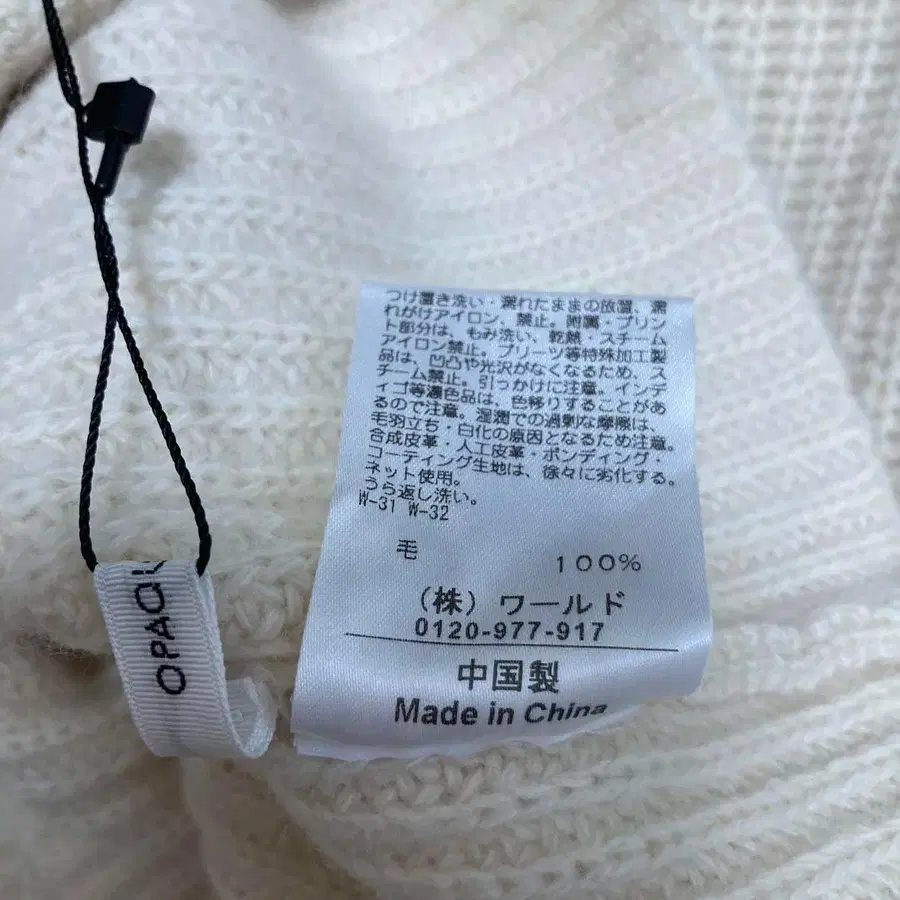 つけ置き洗い・濡れたままの放置、濡
れがけアイロン、禁止。附属・プリン
ト部分は、もみ洗い、乾燥・スチーム
アイロン禁止。プリーツ等特殊加工製
品は、凹凸や光沢がなくなるため、ス
チーム禁止。引っかけに注意。インデ
ィゴ等濃色品は、色移りすることがあ
るので注意。湿潤での過剰な摩擦は、
毛羽立ち・白化の原因となるため注意。
合成皮革・人工皮革・ボンディング・
コーティング生地は、徐々に劣化する。
ネット使用。
うら返し洗い。
W-31 W-32
毛 100%
(株) ワールド
0120-977-917
中国製
Made in China